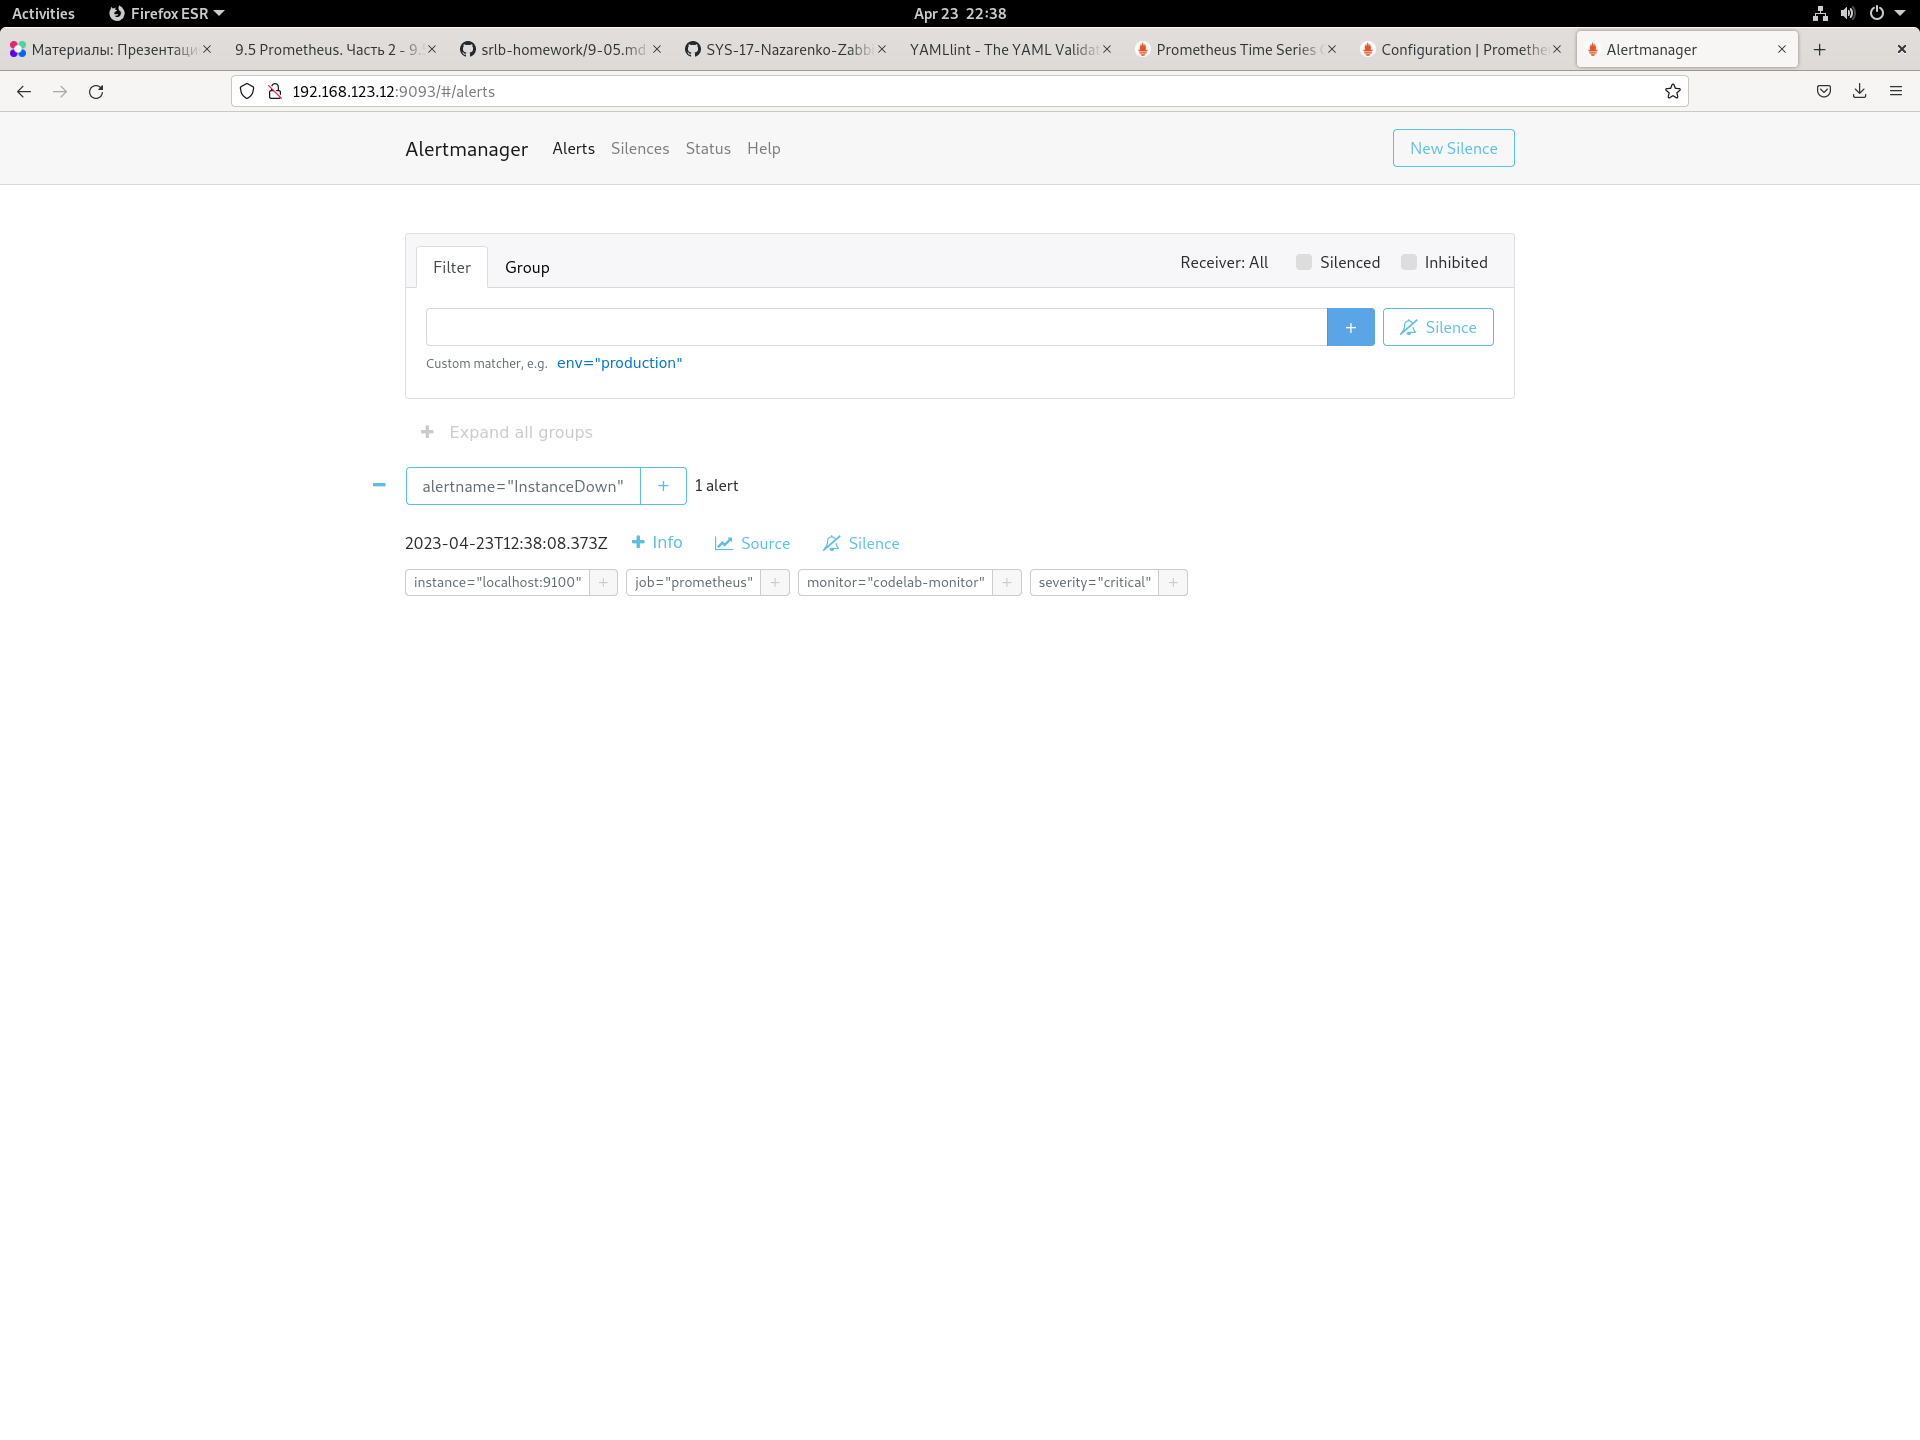 Activities Firefox ESR Apr 23 22:38
Материалы: Презентаци 9.5 Prometheus. Часть 2 - 9. srlb-homework/9-05.md SYS-17-Nazarenko-Zabb YAMLlint - The YAML Validat Prometheus Time Series Configuration | Promethe Alertmanager
192.168.123.12:9093/#/alerts
Alertmanager Alerts Silences Status Help New Silence
Filter Group Receiver: All Silenced Inhibited
+ Silence
Custom matcher, e.g. env="production"
+ Expand all groups
- alertname="InstanceDown" + 1 alert
2023-04-23T12:38:08.373Z + Info Source Silence
instance="localhost:9100" + job="prometheus" + monitor="codelab-monitor" + severity="critical" +